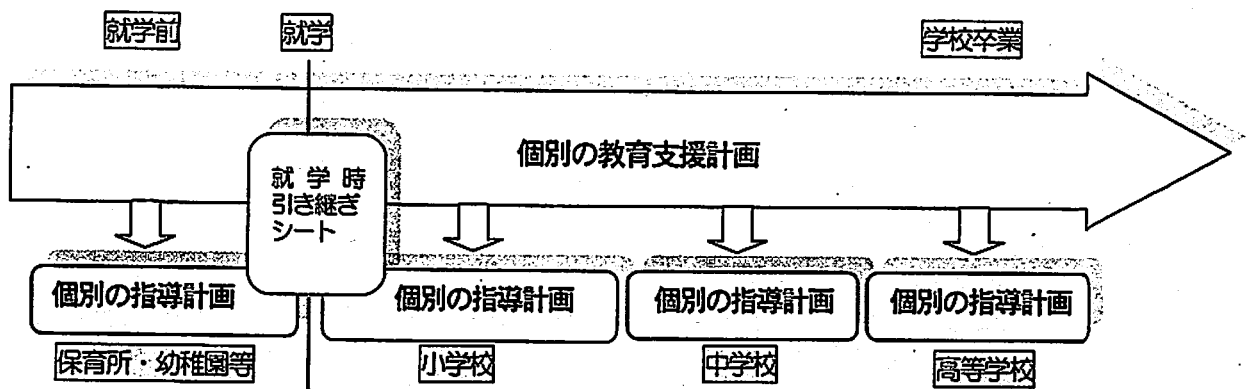 就学前
就学
学校卒業
個別の教育支援計画
就学時
引き継ぎ
シート
個別の指導計画
個別の指導計画
個別の指導計画
個別の指導計画
保育所・幼稚園等
小学校
中学校
高等学校